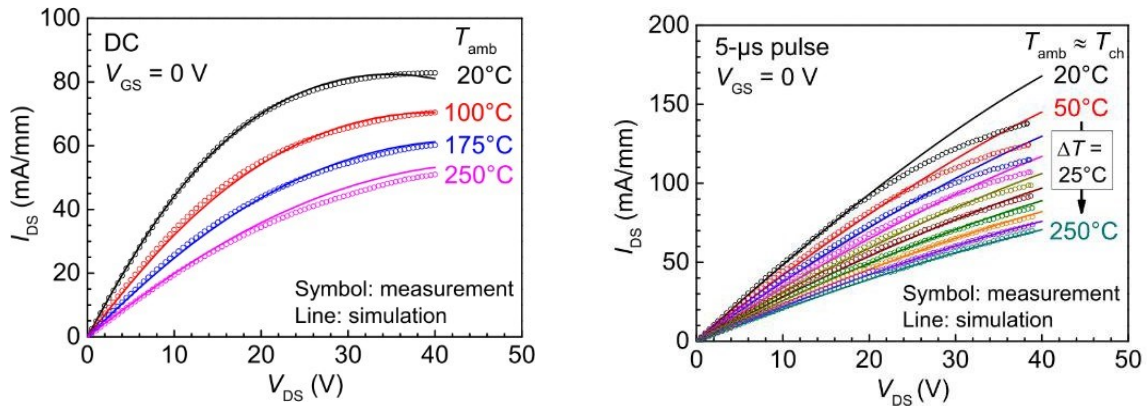 100
80
60
40
20
0
I_DS (mA/mm)
DC
V_GS = 0 V
T_amb
20°C
100°C
175°C
250°C
Symbol: measurement
Line: simulation
0 10 20 30 40 50
V_DS (V)
200
150
100
50
0
I_DS (mA/mm)
5-μs pulse
V_GS = 0 V
T_amb ≈ T_ch
20°C
50°C
ΔT =
25°C
250°C
Symbol: measurement
Line: simulation
0 10 20 30 40 50
V_DS (V)